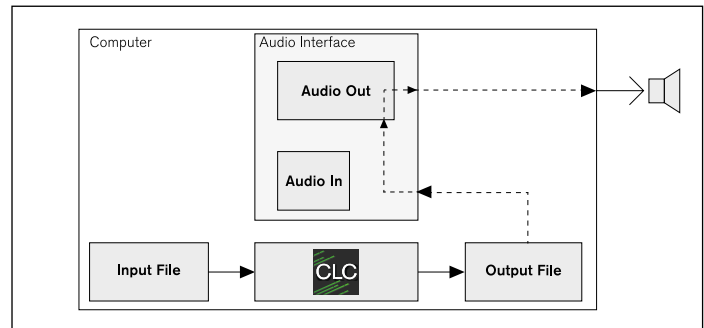 Computer
Audio Interface
Audio Out
Audio In
Input File
CLC
Output File